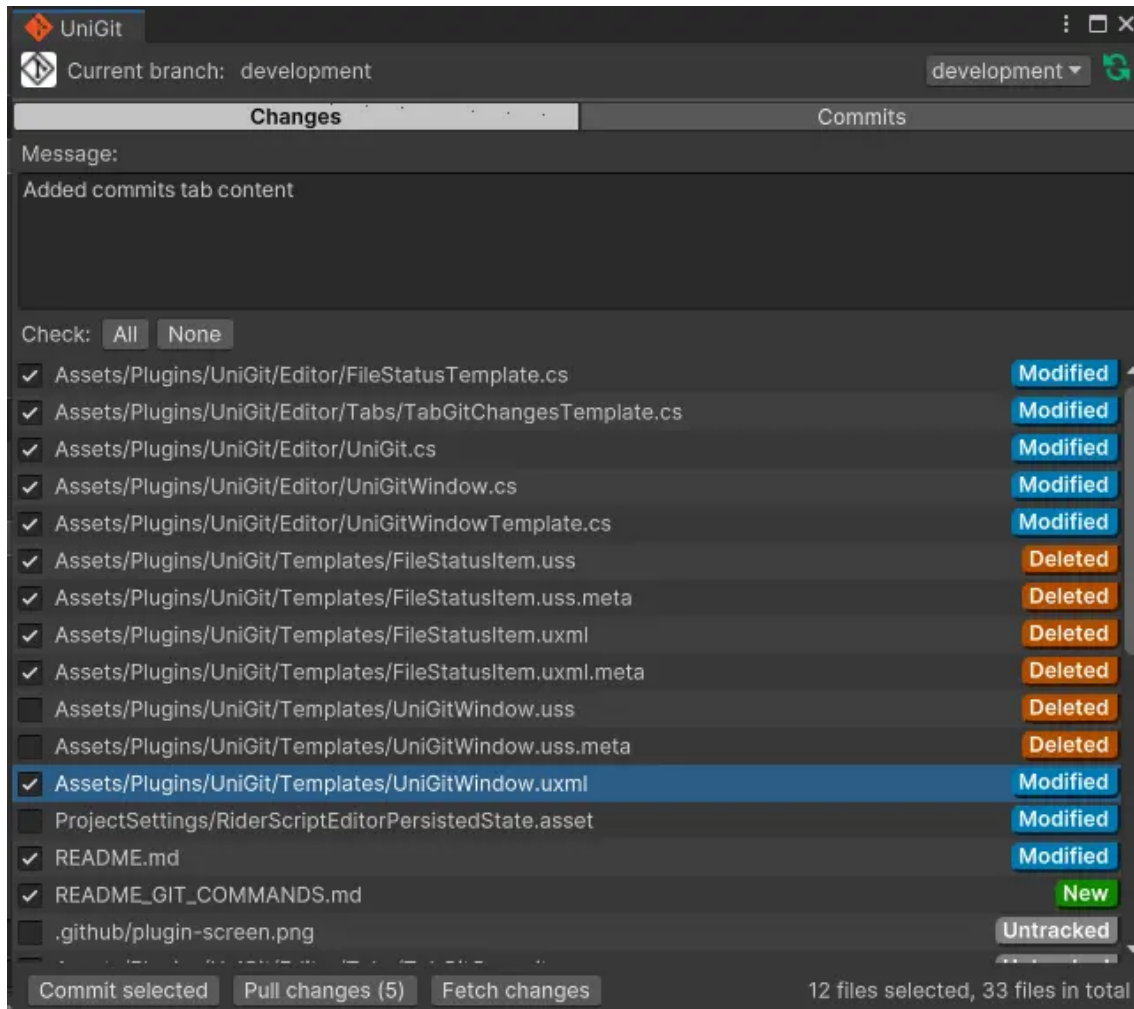 UniGit
Current branch: development
development
Changes
Commits
Message:
Added commits tab content
Check: All None
Assets/Plugins/UniGit/Editor/FileStatusTemplate.cs Modified
Assets/Plugins/UniGit/Editor/Tabs/TabGitChangesTemplate.cs Modified
Assets/Plugins/UniGit/Editor/UniGit.cs Modified
Assets/Plugins/UniGit/Editor/UniGitWindow.cs Modified
Assets/Plugins/UniGit/Editor/UniGitWindowTemplate.cs Modified
Assets/Plugins/UniGit/Templates/FileStatusItem.uss Deleted
Assets/Plugins/UniGit/Templates/FileStatusItem.uss.meta Deleted
Assets/Plugins/UniGit/Templates/FileStatusItem.uxml Deleted
Assets/Plugins/UniGit/Templates/FileStatusItem.uxml.meta Deleted
Assets/Plugins/UniGit/Templates/UniGitWindow.uss Deleted
Assets/Plugins/UniGit/Templates/UniGitWindow.uss.meta Deleted
Assets/Plugins/UniGit/Templates/UniGitWindow.uxml Modified
ProjectSettings/RiderScriptEditorPersistedState.asset Modified
README.md Modified
README_GIT_COMMANDS.md New
.github/plugin-screen.png Untracked
Commit selected Pull changes (5) Fetch changes 12 files selected, 33 files in total